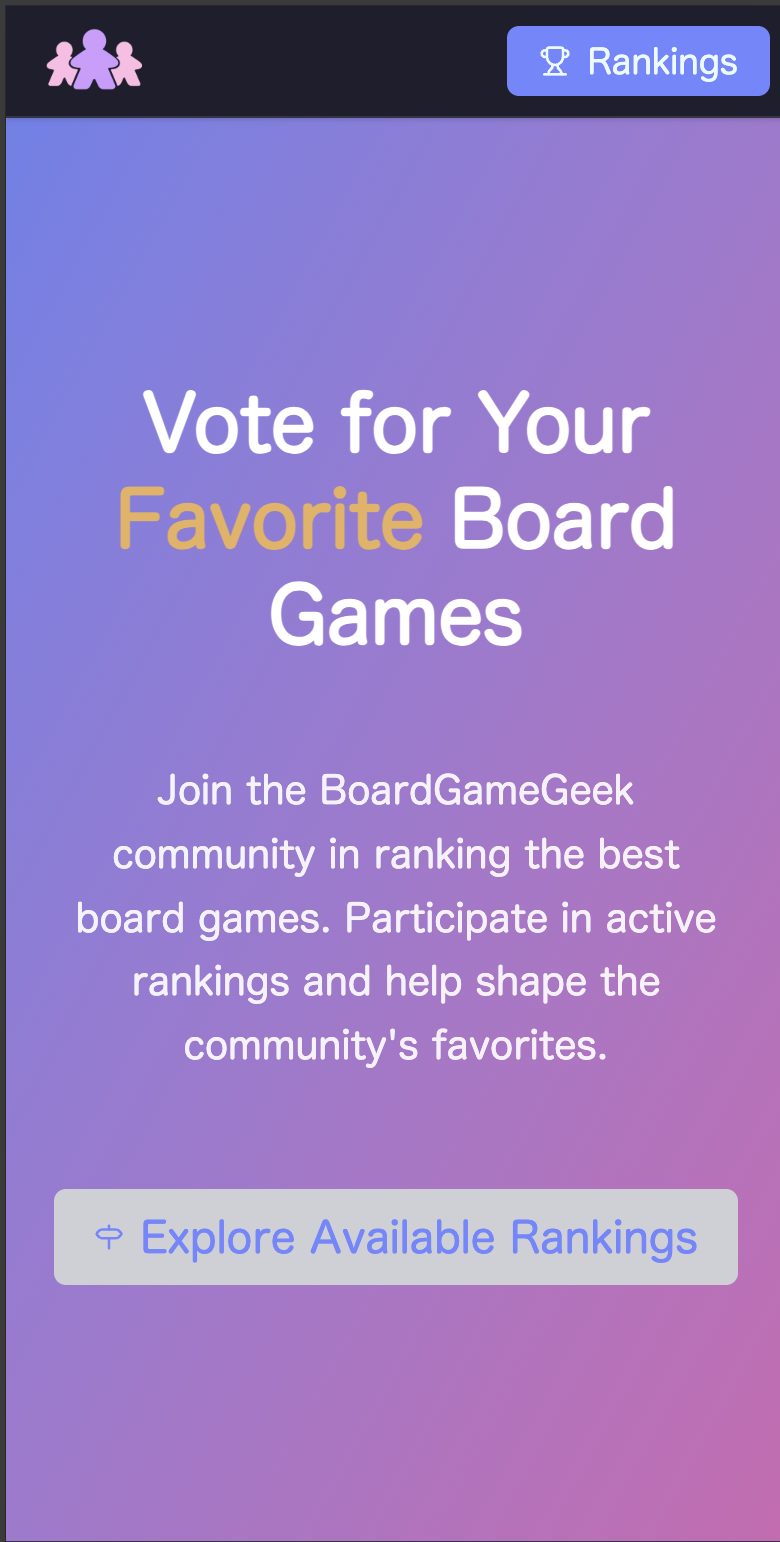 Rankings
Vote for Your
Favorite Board
Games
Join the BoardGameGeek
community in ranking the best
board games. Participate in active
rankings and help shape the
community's favorites.
Explore Available Rankings